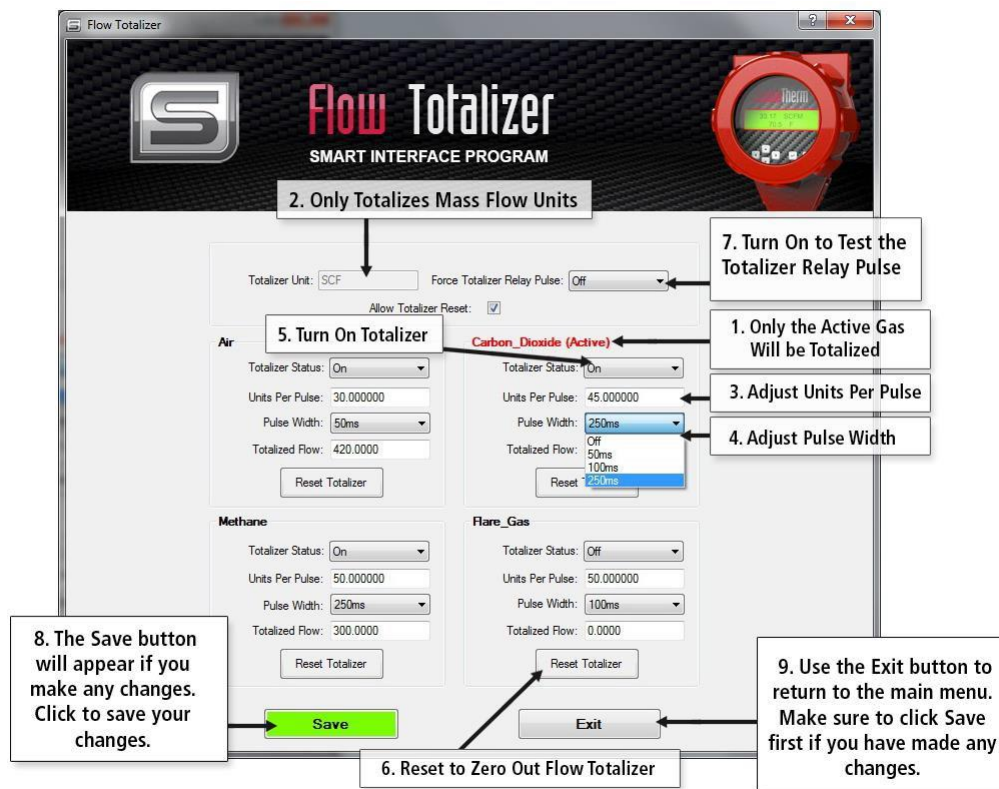 Flow Totalizer
S
Flow Totalizer
SMART INTERFACE PROGRAM
Therm
SCFM
F
2. Only Totalizes Mass Flow Units
7. Turn On to Test the
Totalizer Relay Pulse
Totalizer Unit: SCF
Force Totalizer Relay Pulse: Off
Allow Totalizer Reset:
5. Turn On Totalizer
1. Only the Active Gas
Will be Totalized
Air
Totalizer Status: On
Units Per Pulse: 30.000000
Pulse Width: 50ms
Totalized Flow: 420.0000
Reset Totalizer
Carbon_Dioxide (Active)
Totalizer Status: On
Units Per Pulse: 45.000000
3. Adjust Units Per Pulse
Pulse Width: 250ms
4. Adjust Pulse Width
Totalized Flow:
Off
50ms
100ms
250ms
Reset
Methane
Totalizer Status: On
Units Per Pulse: 50.000000
Pulse Width: 250ms
Totalized Flow: 300.0000
Reset Totalizer
Flare_Gas
Totalizer Status: Off
Units Per Pulse: 50.000000
Pulse Width: 100ms
Totalized Flow: 0.0000
Reset Totalizer
8. The Save button
will appear if you
make any changes.
Click to save your
changes.
Save
Exit
9. Use the Exit button to
return to the main menu.
Make sure to click Save
first if you have made any
changes.
6. Reset to Zero Out Flow Totalizer